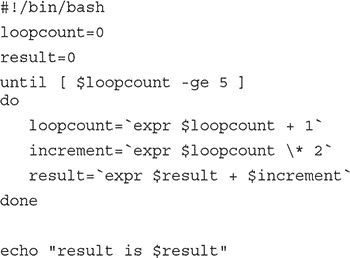 #!/bin/bash
loopcount=0
result=0
until [ $loopcount -ge 5 ]
do
   loopcount=`expr $loopcount + 1`
   increment=`expr $loopcount \* 2`
   result=`expr $result + $increment`
done

echo "result is $result"